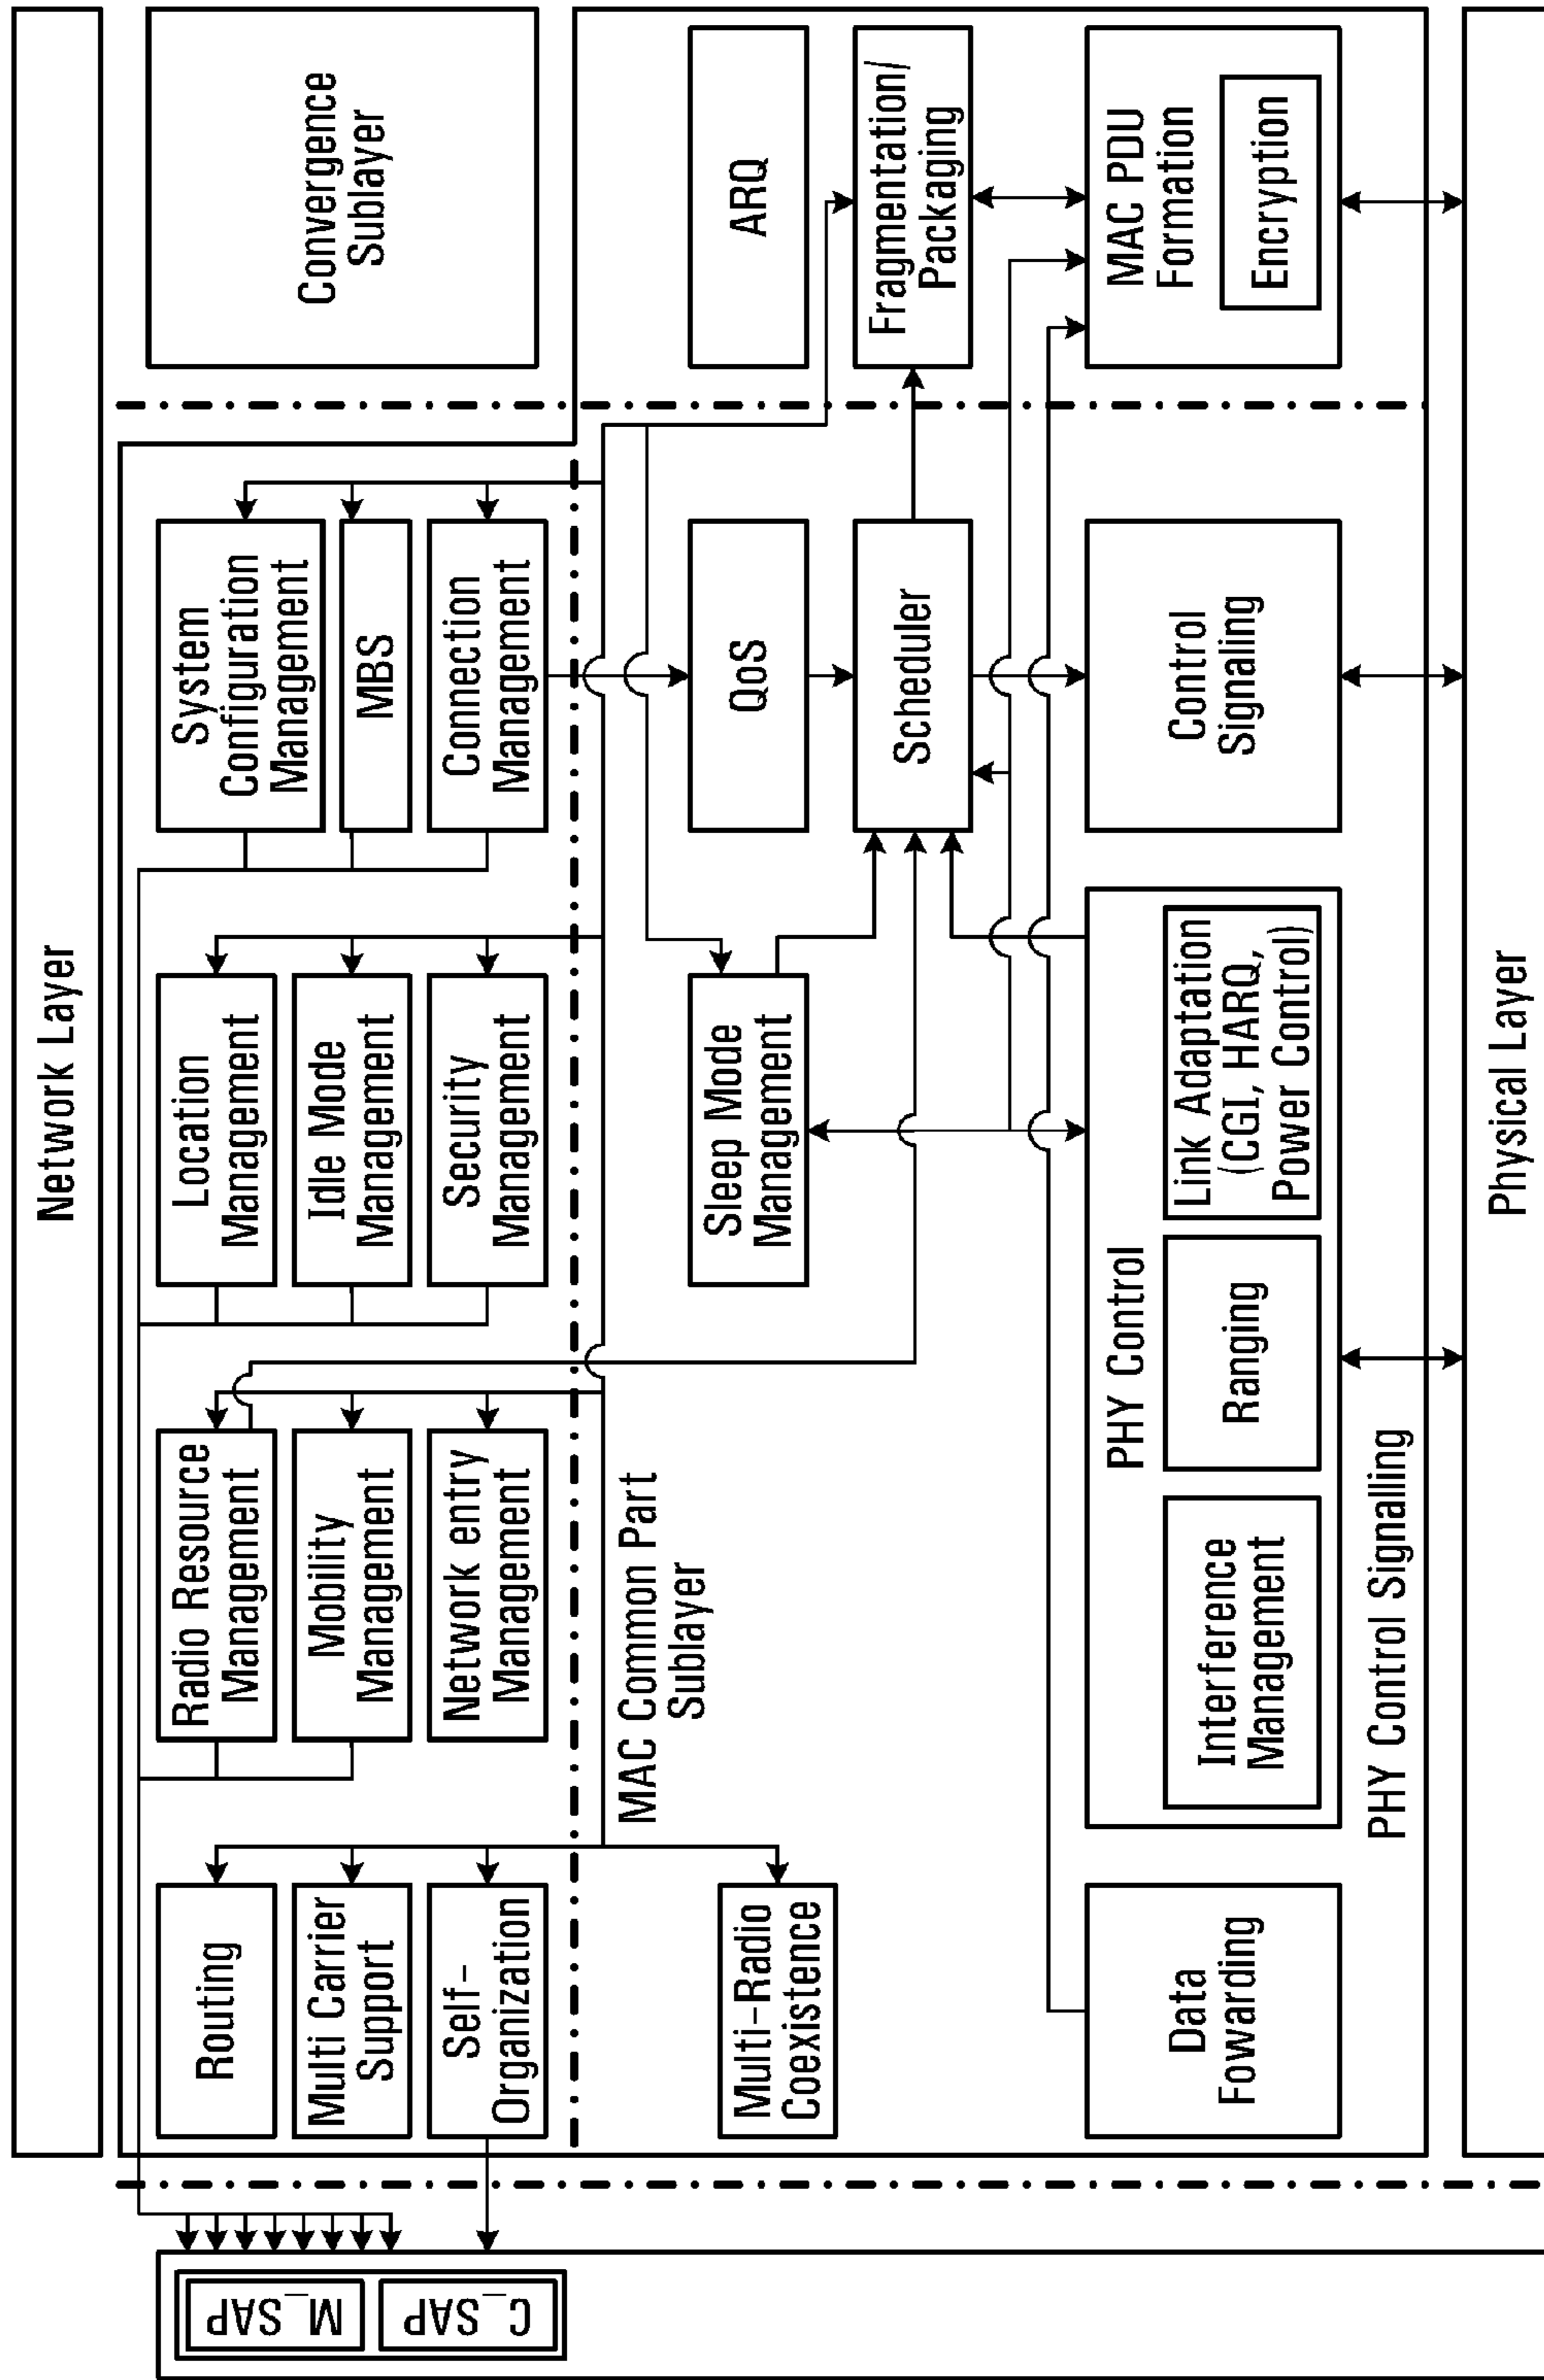 Network Layer
M_SAP
C_SAP
Routing
Multi Carrier
Support
Self-
Organization
Radio Resource
Management
Mobility
Management
Network entry
Management
Location
Management
Idle Mode
Management
Security
Management
System
Configuration
Management
MBS
Connection
Management
Convergence
Sublayer
MAC Common Part
Sublayer
Multi-Radio
Coexistence
Sleep Mode
Management
QoS
ARQ
Scheduler
Fragmentation/
Packaging
Data
Fowarding
PHY Control
Interference
Management
Ranging
Link Adaptation
(CGI, HARQ,
Power Control)
Control
Signaling
MAC PDU
Formation
Encryption
PHY Control Signalling
Physical Layer